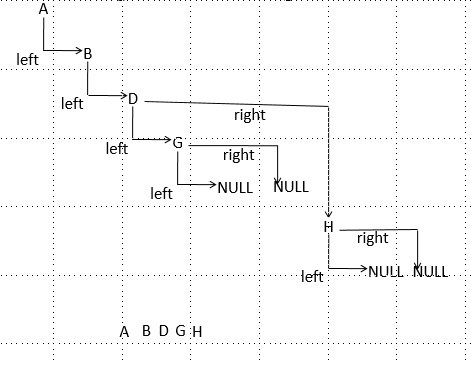 A
left
B
left
D
right
left
G
right
left
NULL
NULL
H
right
left
NULL
NULL
A B D G H